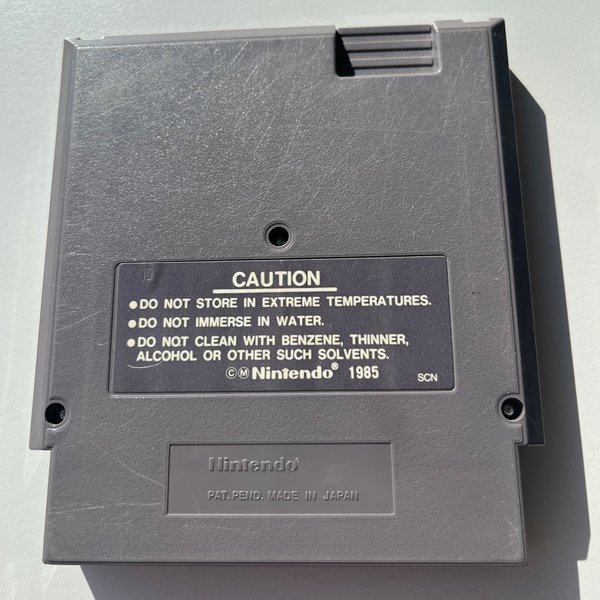 10
CAUTION
●DO NOT STORE IN EXTREME TEMPERATURES.
●DO NOT IMMERSE IN WATER.
●DO NOT CLEAN WITH BENZENE, THINNER,
ALCOHOL OR OTHER SUCH SOLVENTS.
©Ⓜ Nintendo® 1985 SCN
Nintendo®
PAT. PEND. MADE IN JAPAN